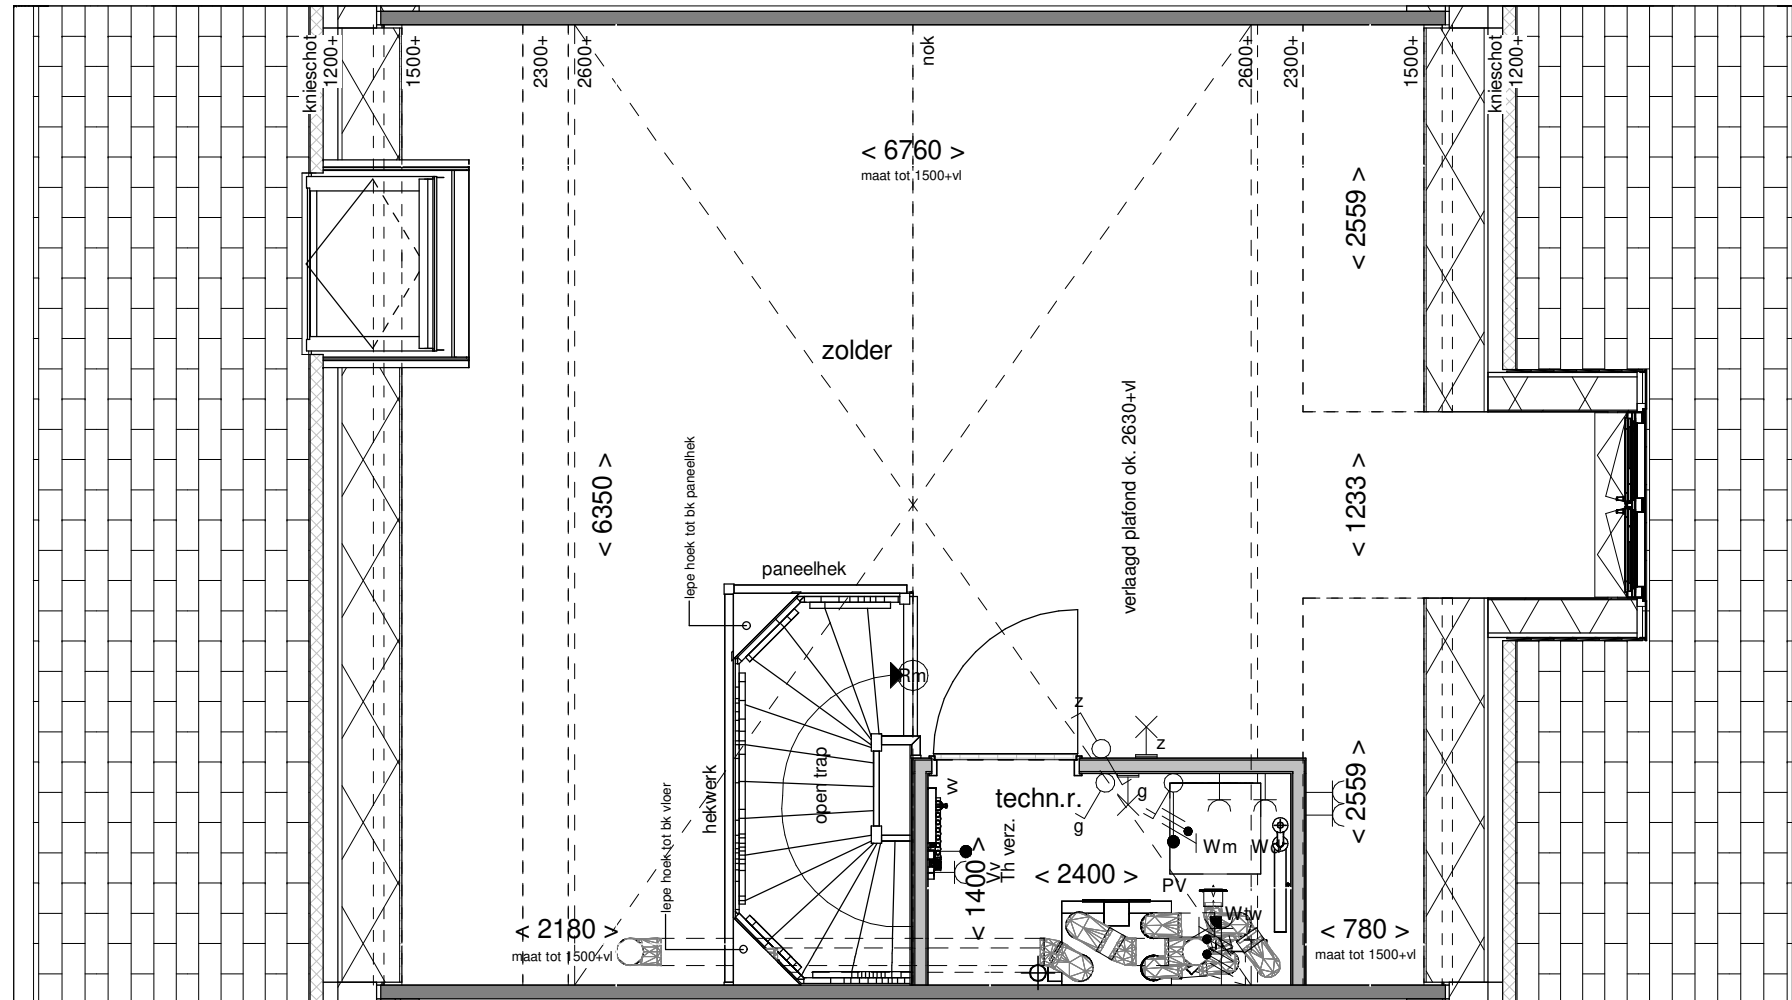 knieschot
1200+
1500+
2300+
2600+
nok
2600+
2300+
1500+
knieschot
1200+
< 6760 >
maat tot 1500+vl
< 2559 >
zolder
verlaagd plafond ok. 2630+vl
< 6350 >
< 1233 >
lepe hoek tot bk paneelhek
paneelhek
Rm
z
z
hekwerk
open trap
lepe hoek tot bk vloer
vv
techn.r.
g
g
Th verz.
Vv
< 1400 >
< 2400 >
Wm
PV
Wtw
< 2559 >
< 2180 >
maat tot 1500+vl
< 780 >
maat tot 1500+vl